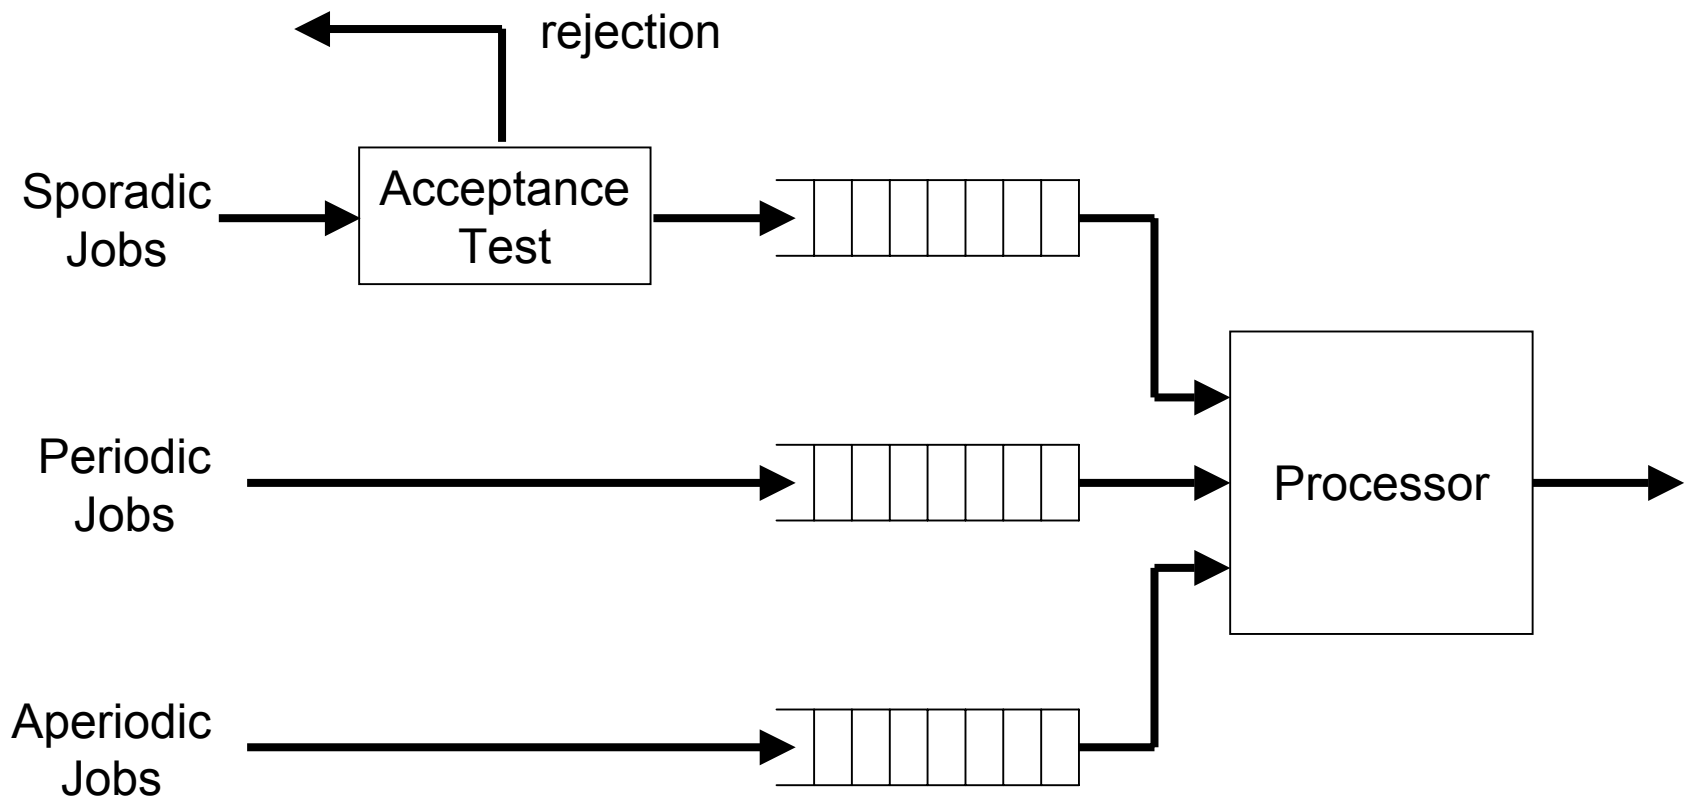 rejection
Sporadic
Jobs
Acceptance
Test
Periodic
Jobs
Processor
Aperiodic
Jobs